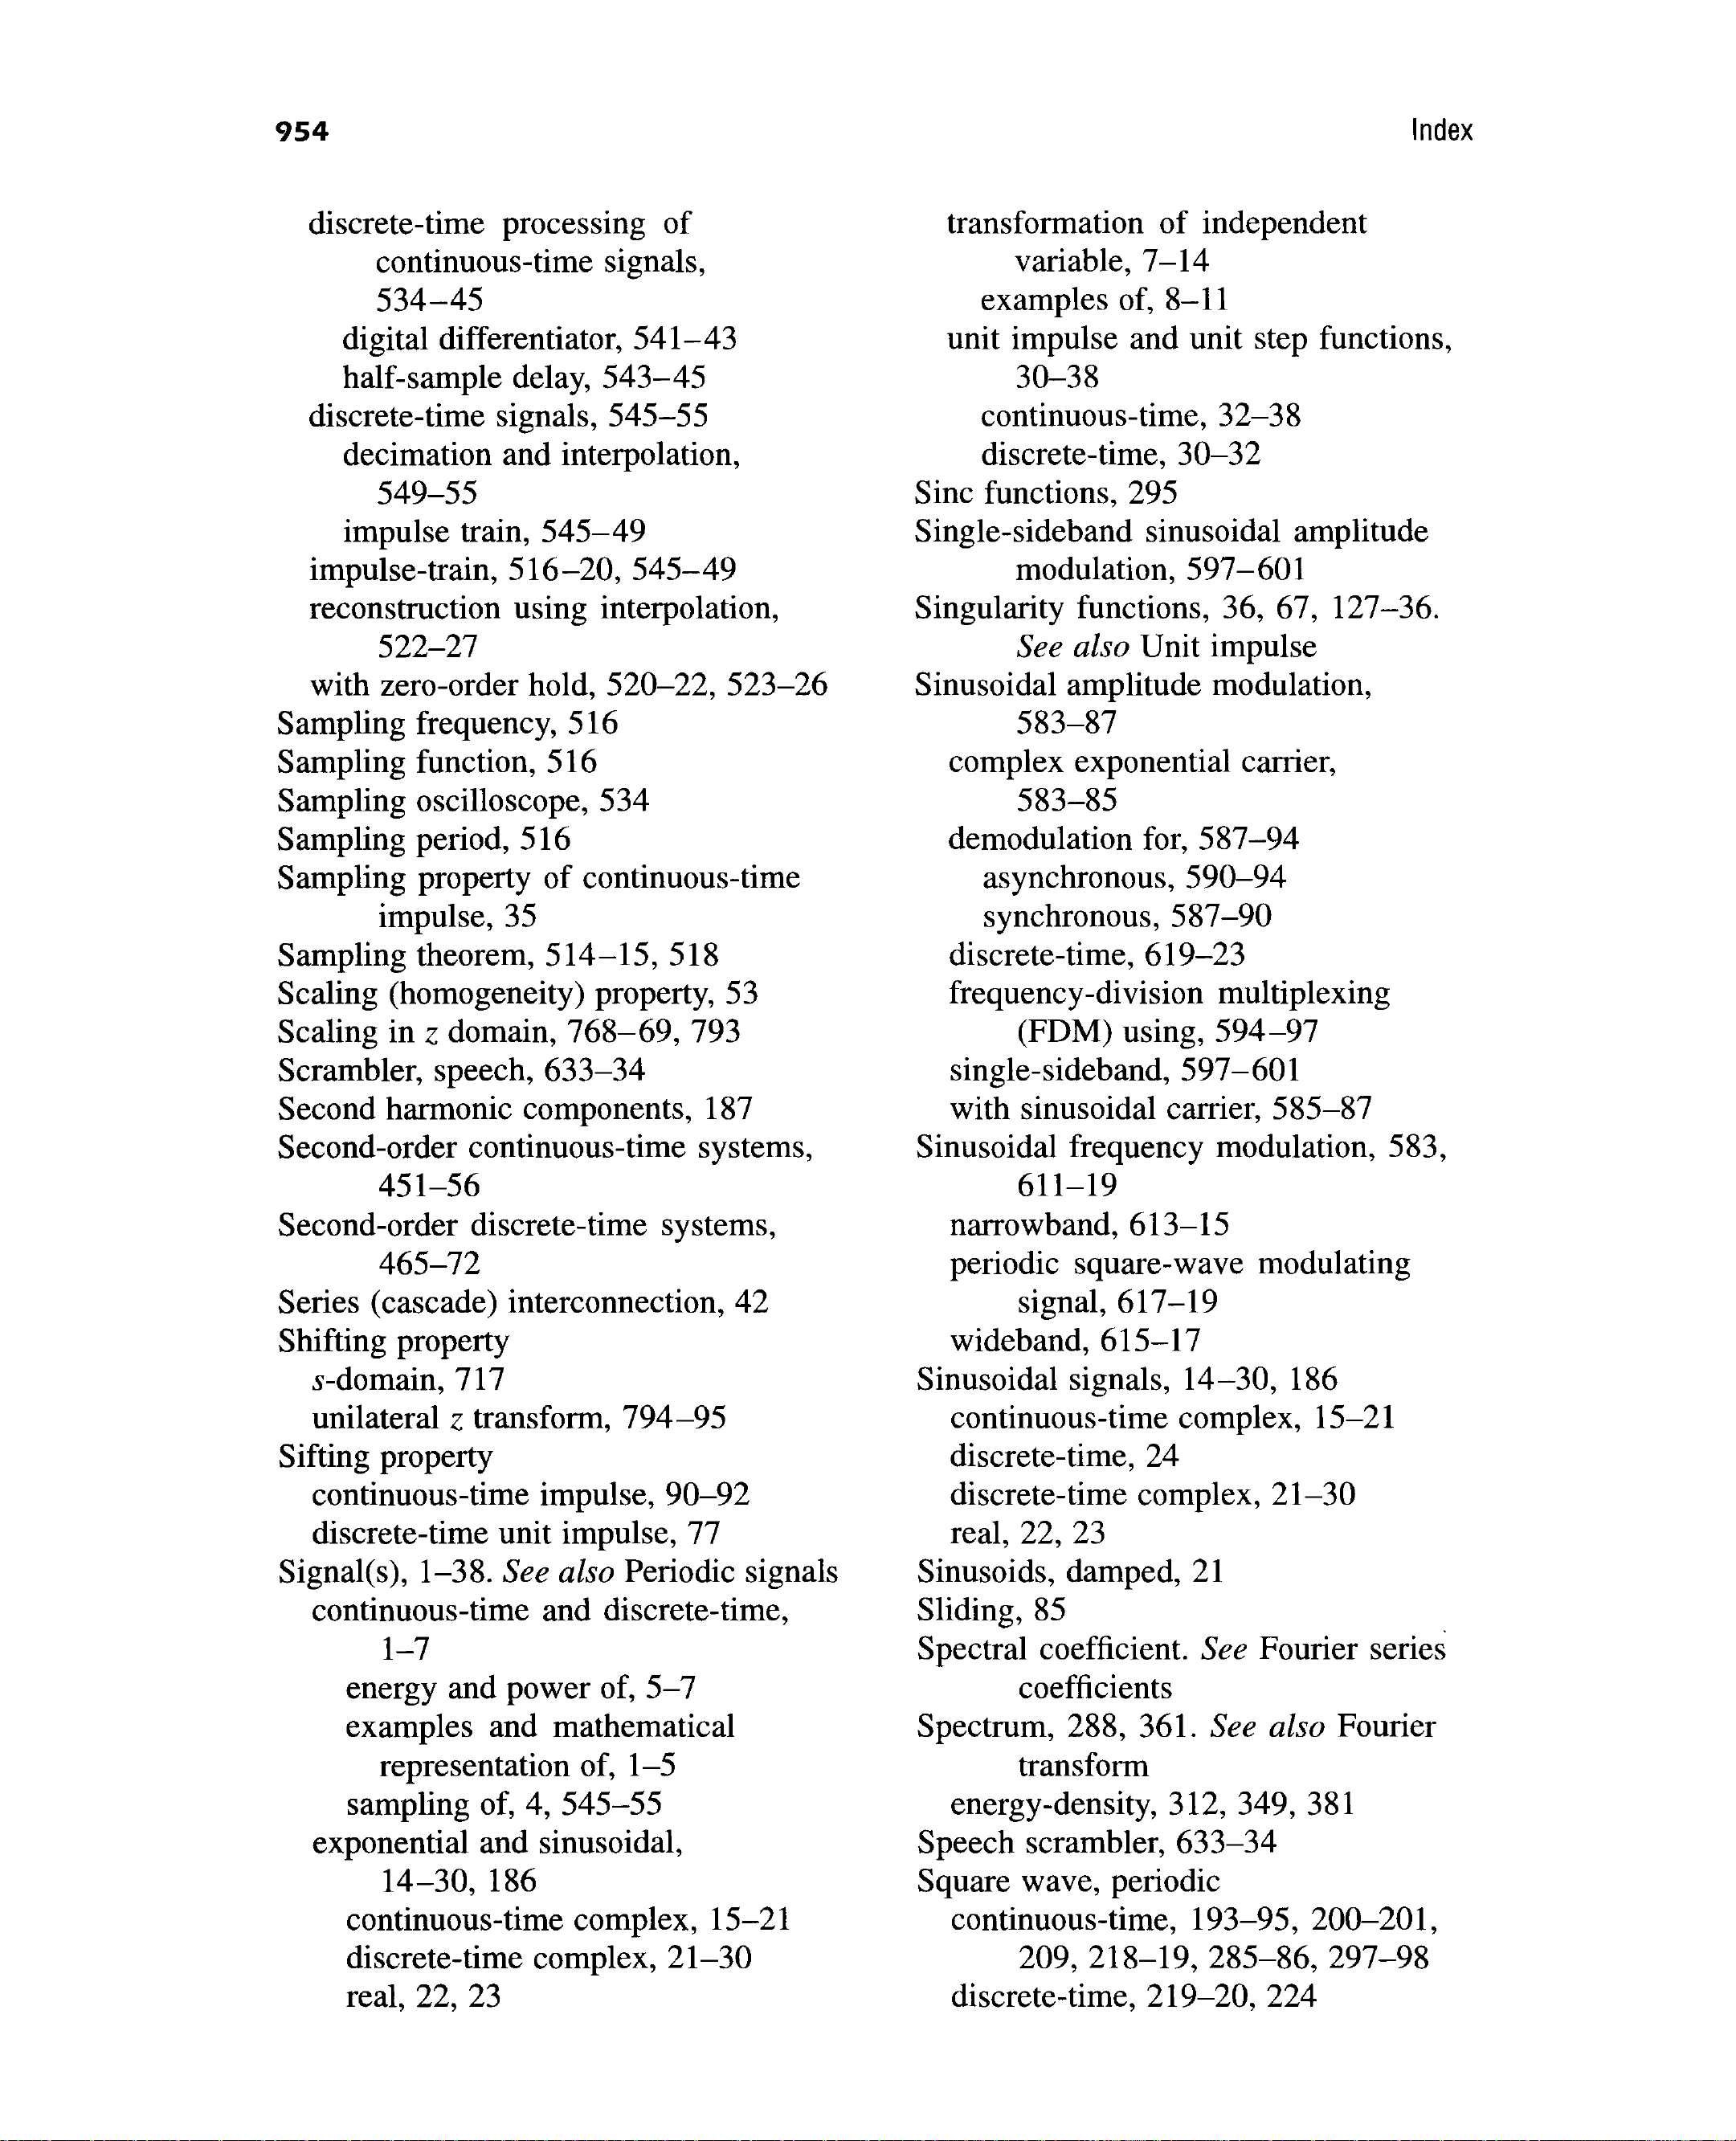 954
Index
discrete-time processing of
continuous-time signals,
534–45
digital differentiator, 541–43
half-sample delay, 543–45
discrete-time signals, 545–55
decimation and interpolation,
549–55
impulse train, 545–49
impulse-train, 516–20, 545–49
reconstruction using interpolation,
522–27
with zero-order hold, 520–22, 523–26
Sampling frequency, 516
Sampling function, 516
Sampling oscilloscope, 534
Sampling period, 516
Sampling property of continuous-time
impulse, 35
Sampling theorem, 514–15, 518
Scaling (homogeneity) property, 53
Scaling in z domain, 768–69, 793
Scrambler, speech, 633–34
Second harmonic components, 187
Second-order continuous-time systems,
451–56
Second-order discrete-time systems,
465–72
Series (cascade) interconnection, 42
Shifting property
s-domain, 717
unilateral z transform, 794–95
Sifting property
continuous-time impulse, 90–92
discrete-time unit impulse, 77
Signal(s), 1–38. See also Periodic signals
continuous-time and discrete-time,
1–7
energy and power of, 5–7
examples and mathematical
representation of, 1–5
sampling of, 4, 545–55
exponential and sinusoidal,
14–30, 186
continuous-time complex, 15–21
discrete-time complex, 21–30
real, 22, 23
transformation of independent
variable, 7–14
examples of, 8–11
unit impulse and unit step functions,
30–38
continuous-time, 32–38
discrete-time, 30–32
Sinc functions, 295
Single-sideband sinusoidal amplitude
modulation, 597–601
Singularity functions, 36, 67, 127–36.
See also Unit impulse
Sinusoidal amplitude modulation,
583–87
complex exponential carrier,
583–85
demodulation for, 587–94
asynchronous, 590–94
synchronous, 587–90
discrete-time, 619–23
frequency-division multiplexing
(FDM) using, 594–97
single-sideband, 597–601
with sinusoidal carrier, 585–87
Sinusoidal frequency modulation, 583,
611–19
narrowband, 613–15
periodic square-wave modulating
signal, 617–19
wideband, 615–17
Sinusoidal signals, 14–30, 186
continuous-time complex, 15–21
discrete-time, 24
discrete-time complex, 21–30
real, 22, 23
Sinusoids, damped, 21
Sliding, 85
Spectral coefficient. See Fourier series
coefficients
Spectrum, 288, 361. See also Fourier
transform
energy-density, 312, 349, 381
Speech scrambler, 633–34
Square wave, periodic
continuous-time, 193–95, 200–201,
209, 218–19, 285–86, 297–98
discrete-time, 219–20, 224